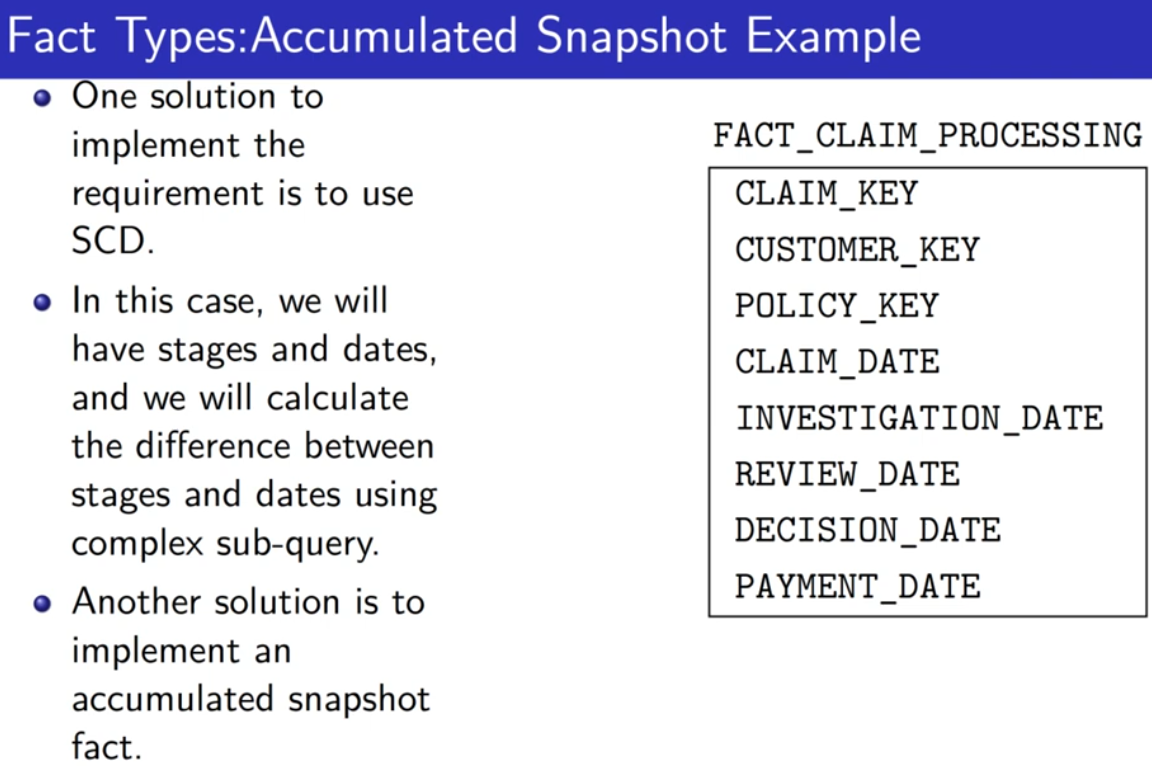 Fact Types:Accumulated Snapshot Example
One solution to
implement the
requirement is to use
SCD.
In this case, we will
have stages and dates,
and we will calculate
the difference between
stages and dates using
complex sub-query.
Another solution is to
implement an
accumulated snapshot
fact.
FACT_CLAIM_PROCESSING
CLAIM_KEY
CUSTOMER_KEY
POLICY_KEY
CLAIM_DATE
INVESTIGATION_DATE
REVIEW_DATE
DECISION_DATE
PAYMENT_DATE